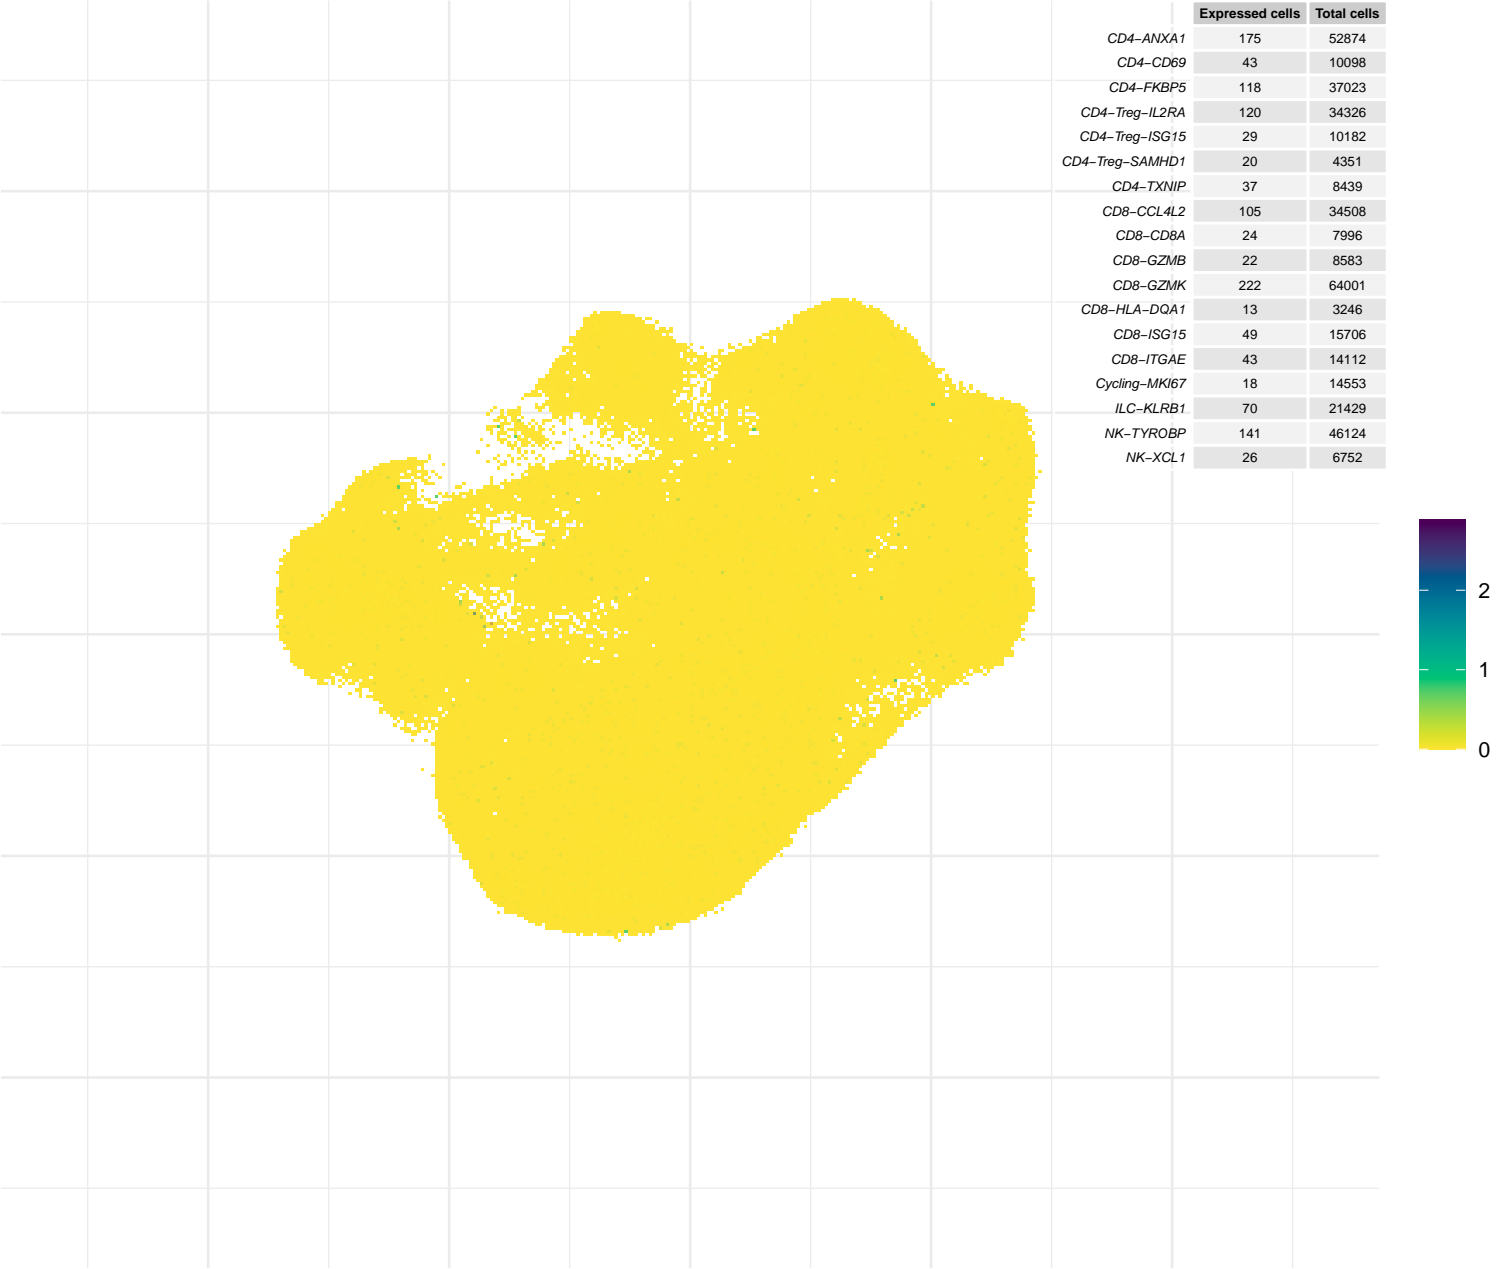 Expressed cells Total cells
CD4−ANXA1 175 52874
CD4−CD69 43 10098
CD4−FKBP5 118 37023
CD4−Treg−IL2RA 120 34326
CD4−Treg−ISG15 29 10182
CD4−Treg−SAMHD1 20 4351
CD4−TXNIP 37 8439
CD8−CCL4L2 105 34508
CD8−CD8A 24 7996
CD8−GZMB 22 8583
CD8−GZMK 222 64001
CD8−HLA−DQA1 13 3246
CD8−ISG15 49 15706
CD8−ITGAE 43 14112
Cycling−MKI67 18 14553
ILC−KLRB1 70 21429
NK−TYROBP 141 46124
NK−XCL1 26 6752
2
1
0